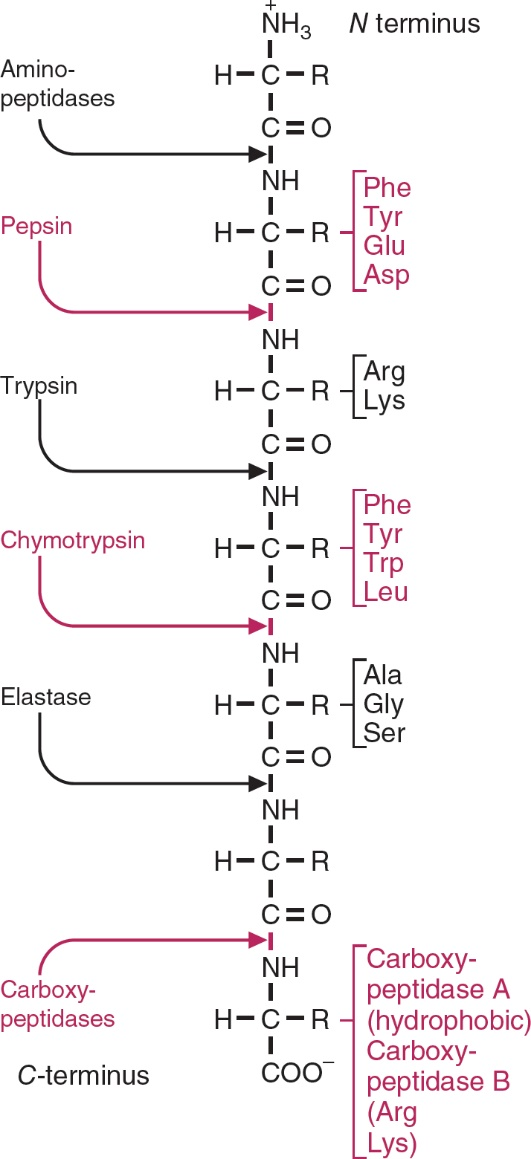 +
NH3 N terminus
H–C–R
Amino-
peptidases
C=O
NH
Phe
Tyr
Glu
Asp
Pepsin
H–C–R
C=O
NH
Trypsin
H–C–R
Arg
Lys
C=O
NH
Phe
Tyr
Trp
Leu
Chymotrypsin
H–C–R
C=O
NH
Elastase
H–C–R
Ala
Gly
Ser
C=O
NH
H–C–R
C=O
NH
Carboxy-
peptidases
H–C–R
Carboxy-
peptidase A
(hydrophobic)
Carboxy-
peptidase B
(Arg
Lys)
C-terminus COO–